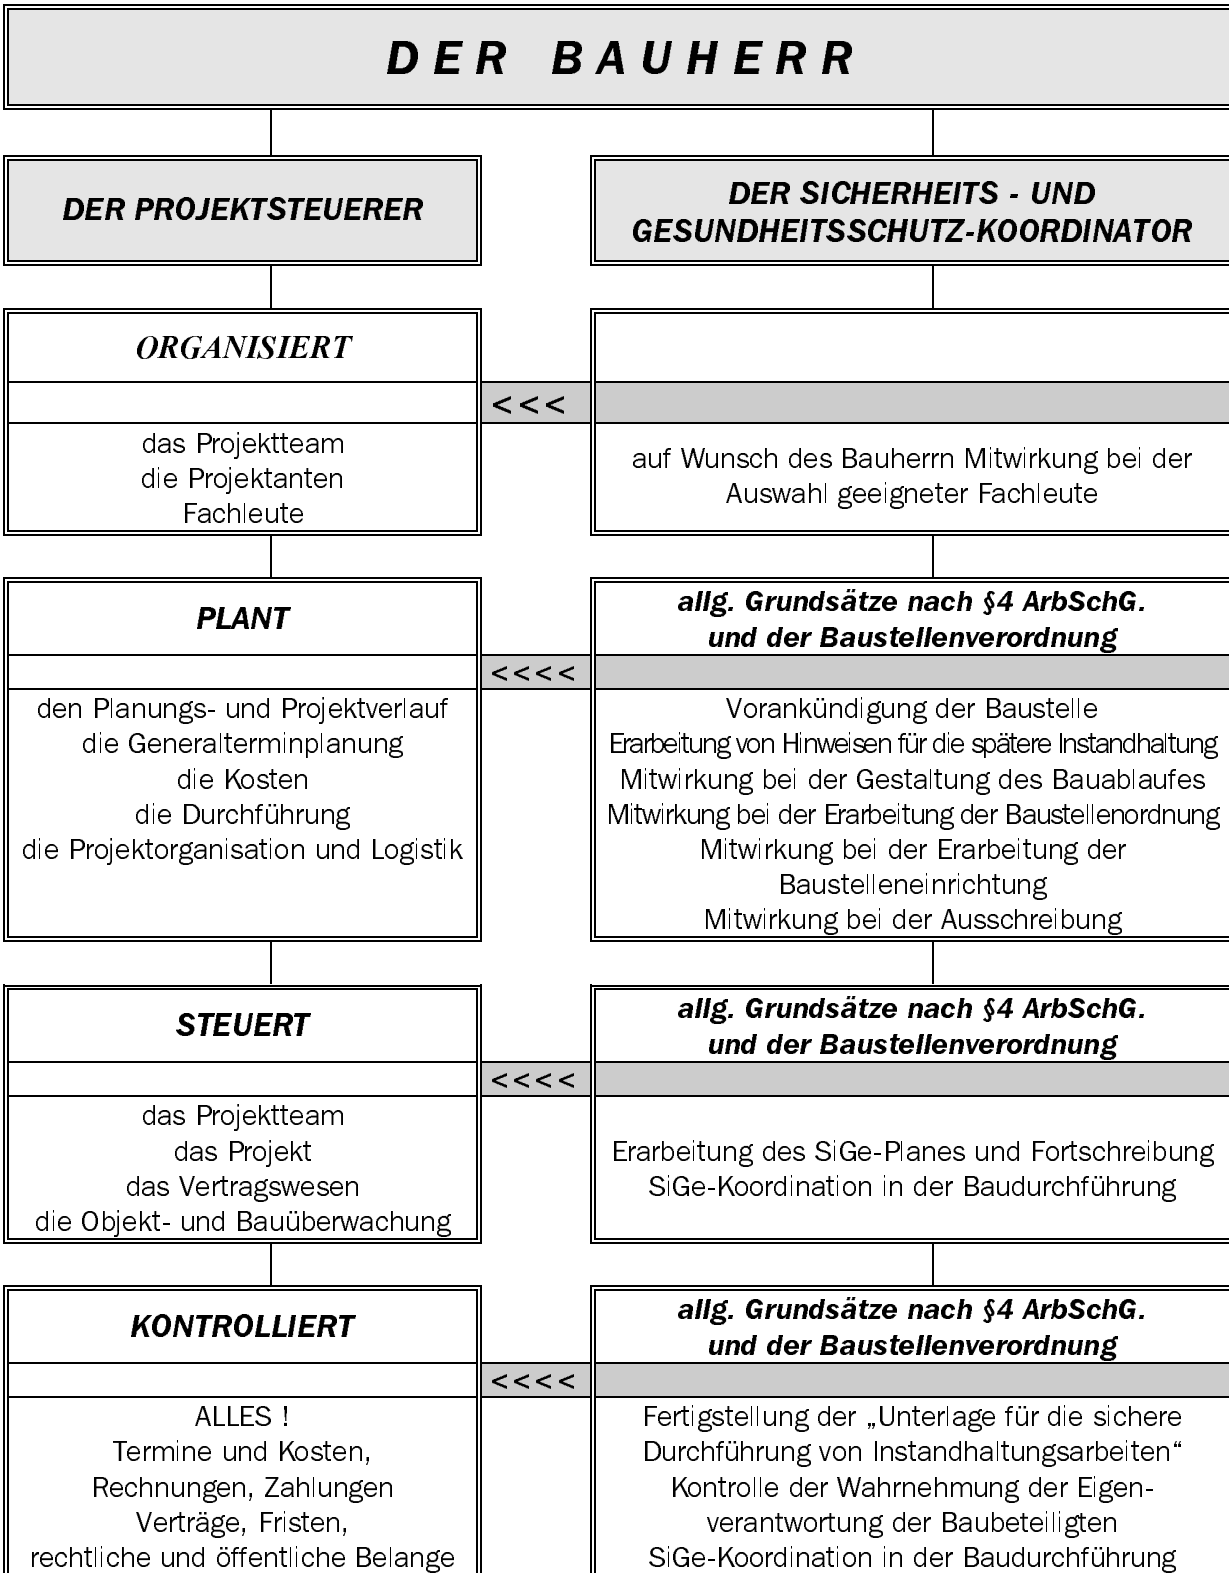 DER BAUHERR
DER PROJEKTSTEUERER
DER SICHERHEITS - UND
GESUNDHEITSSCHUTZ-KOORDINATOR
ORGANISIERT
<<<
das Projektteam
die Projektanten
Fachleute
auf Wunsch des Bauherrn Mitwirkung bei der
Auswahl geeigneter Fachleute
PLANT
allg. Grundsätze nach §4 ArbSchG.
und der Baustellenverordnung
<<<<
den Planungs- und Projektverlauf
die Generalterminplanung
die Kosten
die Durchführung
die Projektorganisation und Logistik
Vorankündigung der Baustelle
Erarbeitung von Hinweisen für die spätere Instandhaltung
Mitwirkung bei der Gestaltung des Bauablaufes
Mitwirkung bei der Erarbeitung der Baustellenordnung
Mitwirkung bei der Erarbeitung der
Baustelleneinrichtung
Mitwirkung bei der Ausschreibung
STEUERT
allg. Grundsätze nach §4 ArbSchG.
und der Baustellenverordnung
<<<<
das Projektteam
das Projekt
das Vertragswesen
die Objekt- und Bauüberwachung
Erarbeitung des SiGe-Planes und Fortschreibung
SiGe-Koordination in der Baudurchführung
KONTROLLIERT
allg. Grundsätze nach §4 ArbSchG.
und der Baustellenverordnung
<<<<
ALLES !
Termine und Kosten,
Rechnungen, Zahlungen
Verträge, Fristen,
rechtliche und öffentliche Belange
Fertigstellung der „Unterlage für die sichere
Durchführung von Instandhaltungsarbeiten“
Kontrolle der Wahrnehmung der Eigen-
verantwortung der Baubeteiligten
SiGe-Koordination in der Baudurchführung